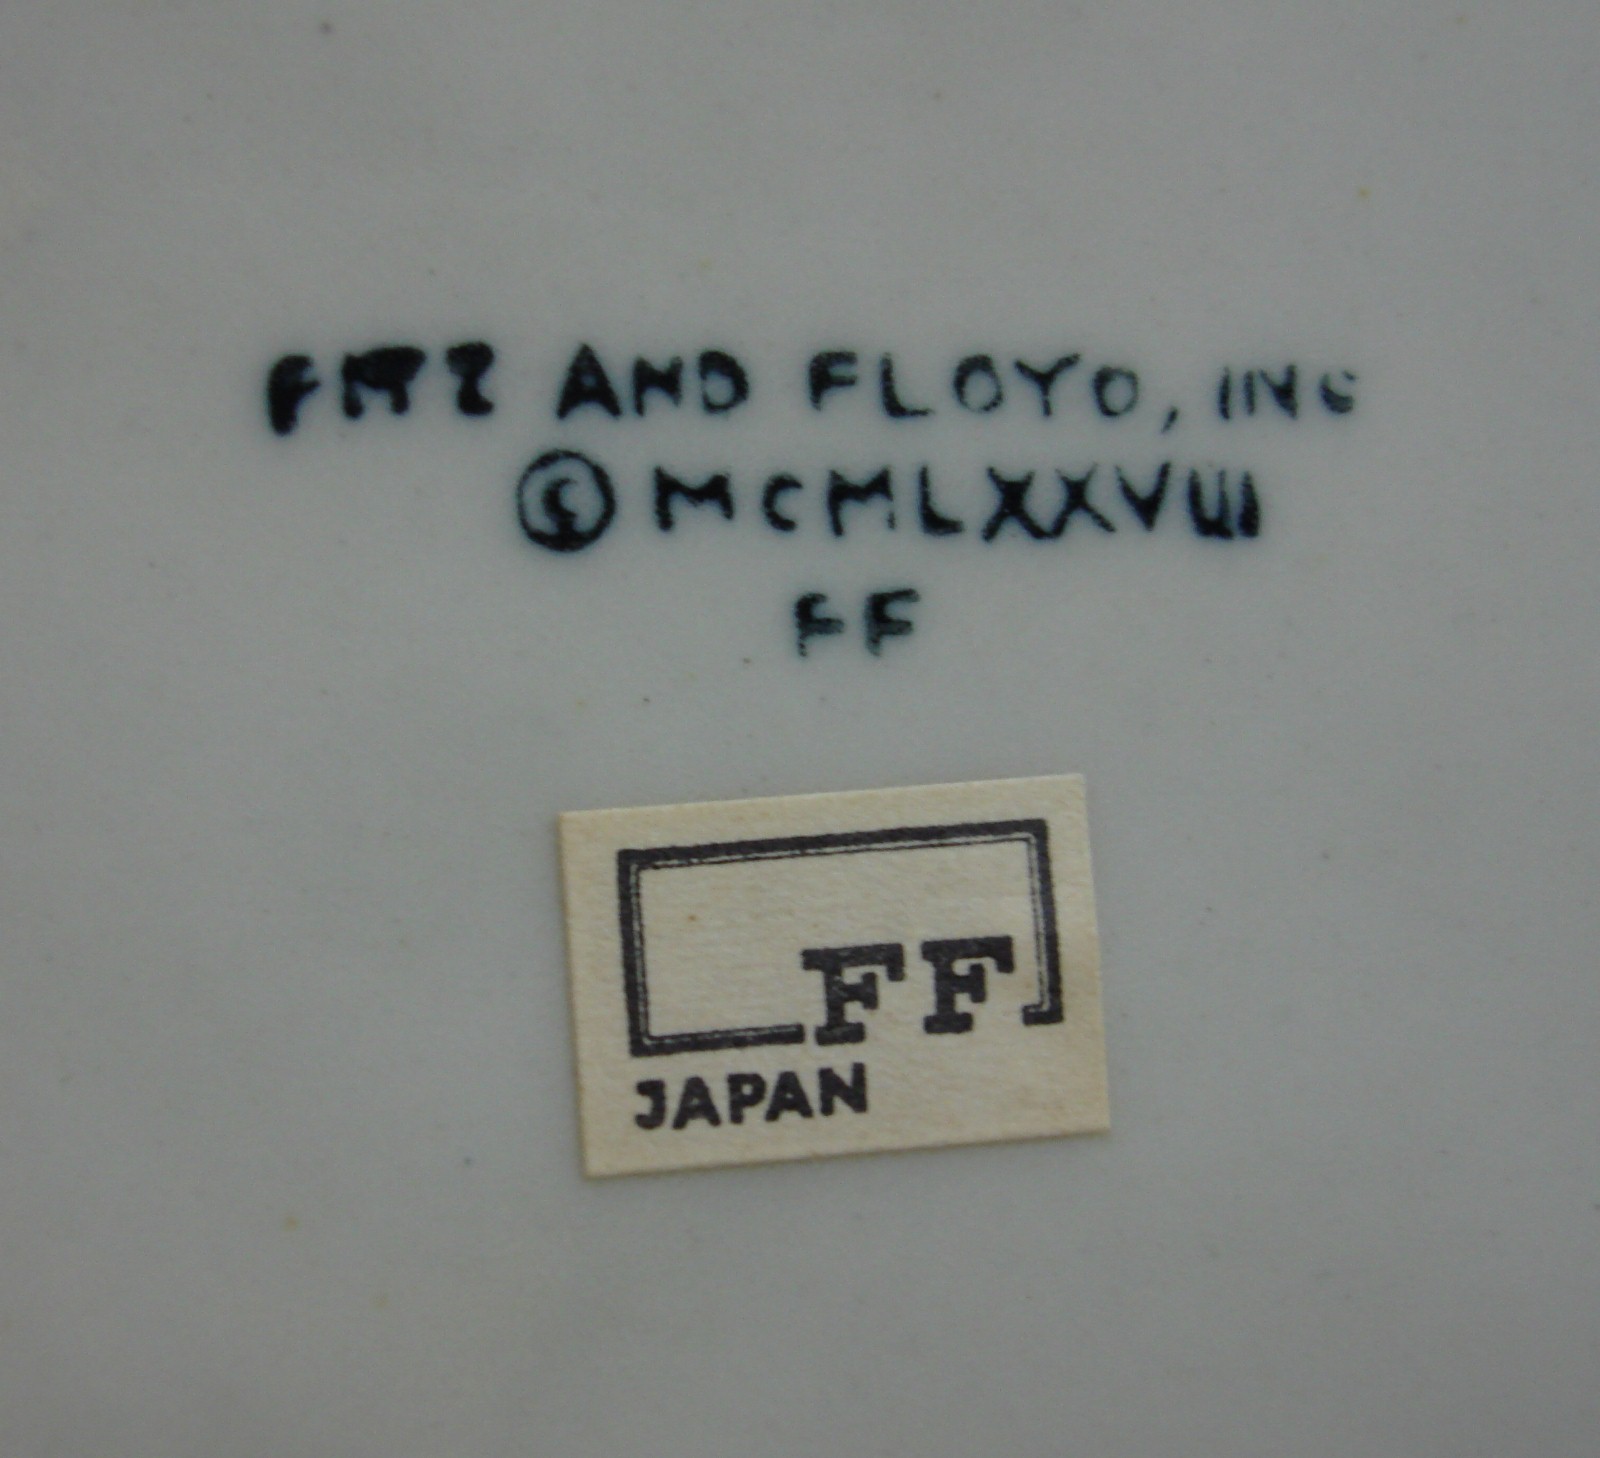 FITZ AND FLOYD, INC
© MCMLXXVIII
FF
FF
JAPAN